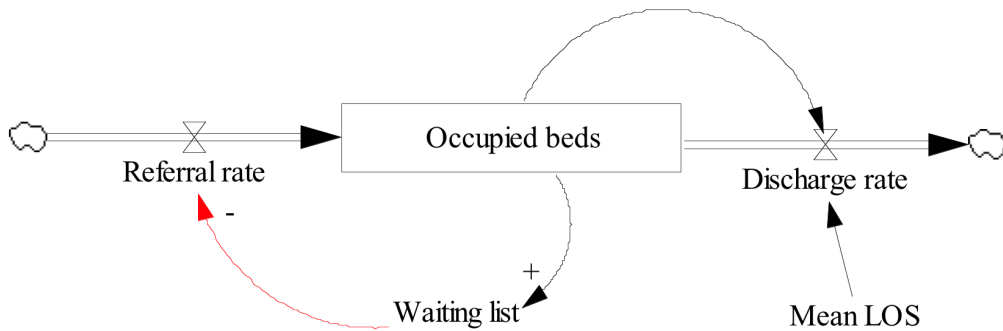 Occupied beds
Referral rate
Discharge rate
-
+
Waiting list
Mean LOS